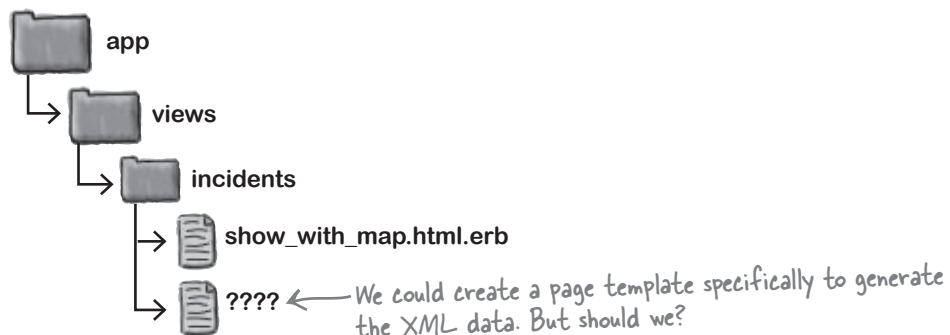 app
views
incidents
show_with_map.html.erb
???? We could create a page template specifically to generate
the XML data. But should we?